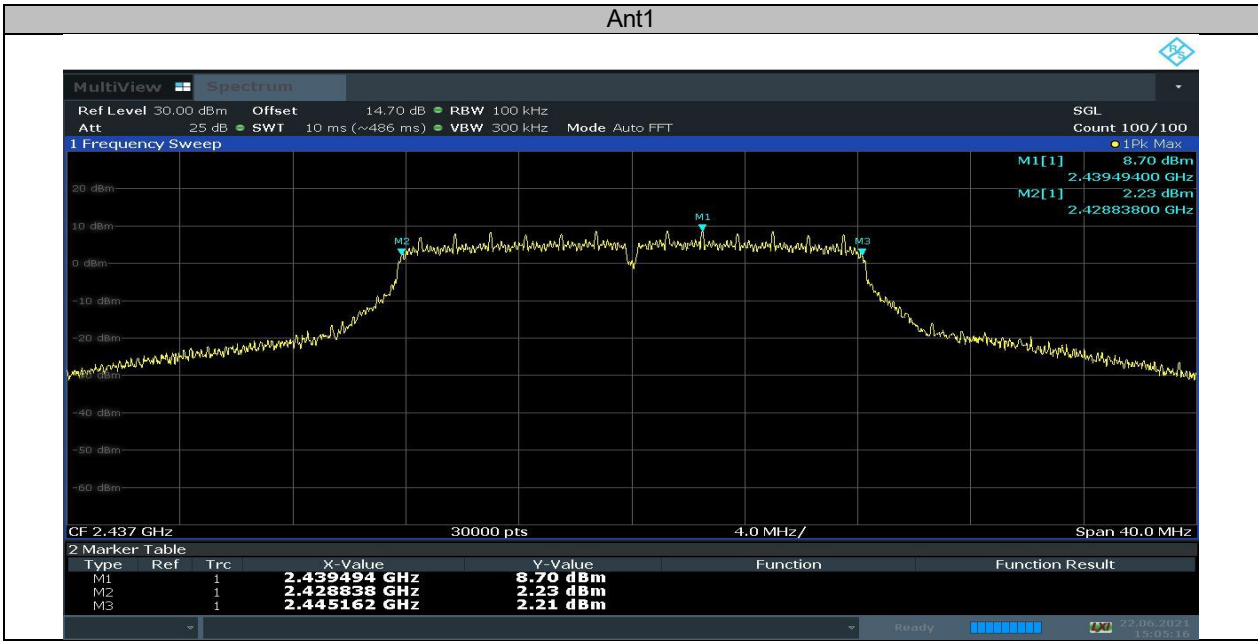 Ant1
R&S
MultiView Spectrum
Ref Level 30.00 dBm Offset 14.70 dB RBW 100 kHz SGL
Att 25 dB SWT 10 ms (~486 ms) VBW 300 kHz Mode Auto FFT Count 100/100
1 Frequency Sweep 1Pk Max
M1[1] 8.70 dBm
2.43949400 GHz
20 dBm M2[1] 2.23 dBm
2.42883800 GHz
M1
10 dBm
M2 M3
0 dBm
-10 dBm
-20 dBm
-30 dBm
-40 dBm
-50 dBm
-60 dBm
CF 2.437 GHz 30000 pts 4.0 MHz/ Span 40.0 MHz
2 Marker Table
Type Ref Trc X-Value Y-Value Function Function Result
M1 1 2.439494 GHz 8.70 dBm
M2 1 2.428838 GHz 2.23 dBm
M3 1 2.445162 GHz 2.21 dBm
Ready LXI 22.06.2021
15:05:16